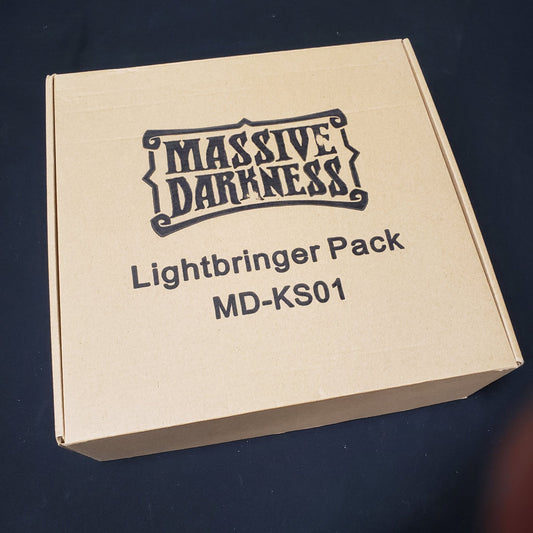 MASSIVE
DARKNESS
Lightbringer Pack
MD-KS01